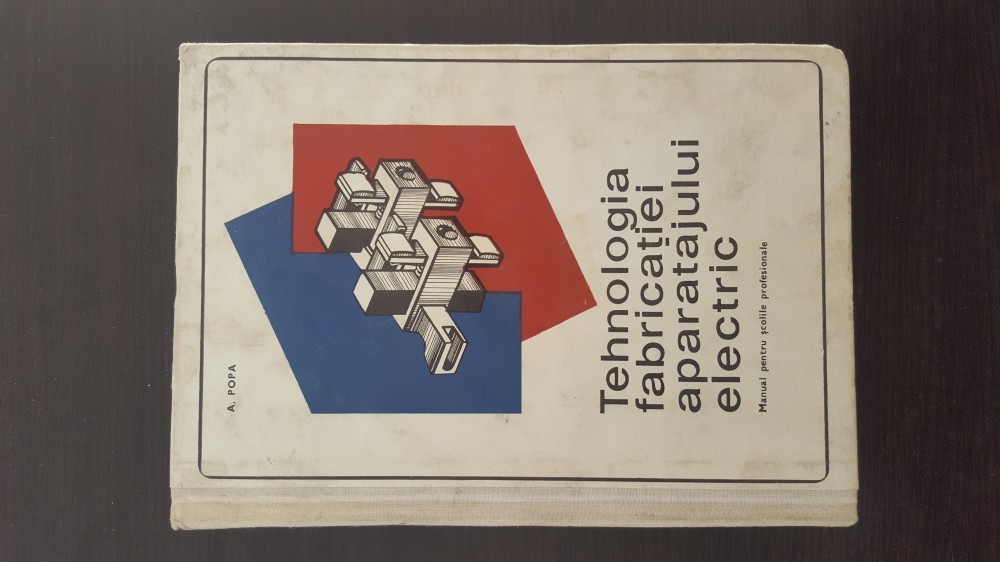 A. POPA
Tehnologia
fabricației
aparatajului
electric
Manual pentru școlile profesionale